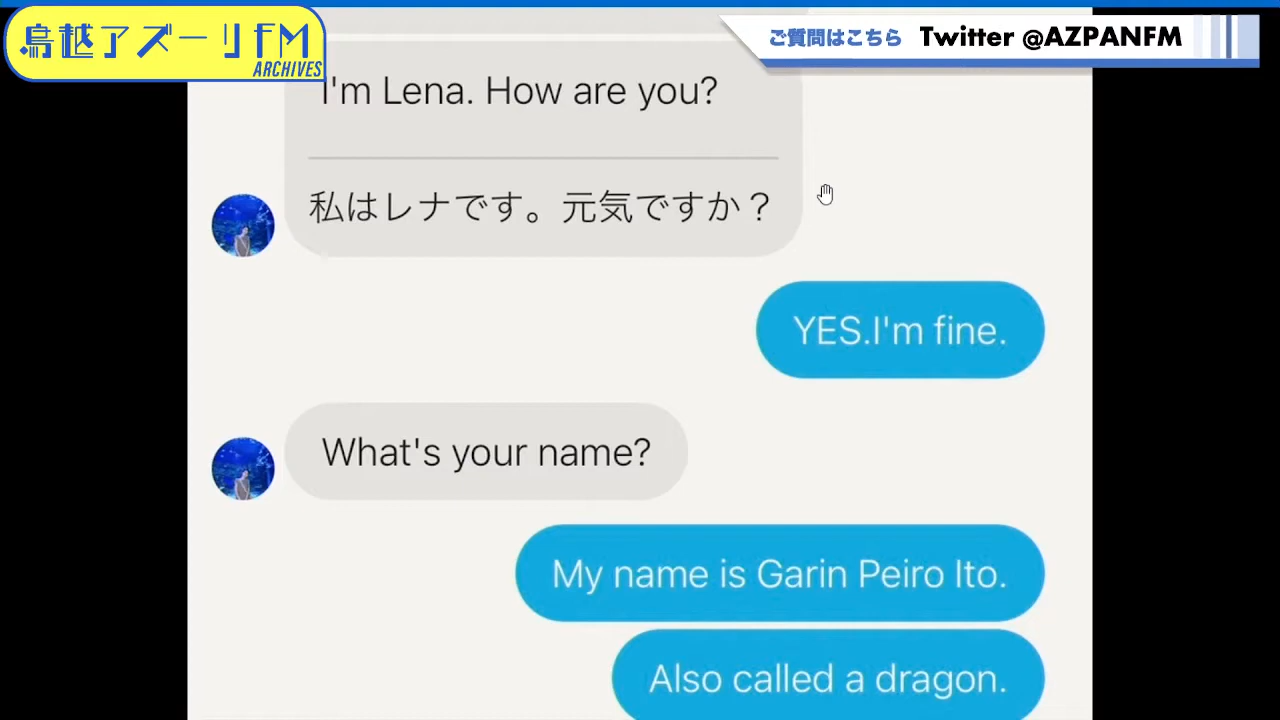 鳥越アズーリFM
ARCHIVES
ご質問はこちら Twitter @AZPANFM
I'm Lena. How are you?
私はレナです。元気ですか？
YES.I'm fine.
What's your name?
My name is Garin Peiro Ito.
Also called a dragon.